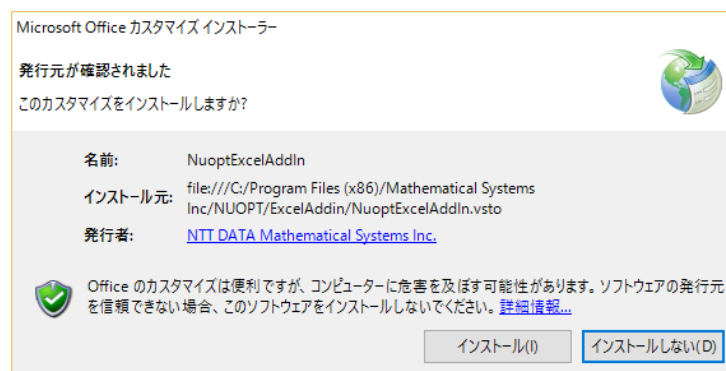 Microsoft Office カスタマイズ インストーラー
発行元が確認されました
このカスタマイズをインストールしますか?
名前: NuoptExcelAddIn
インストール元: file:///C:/Program Files (x86)/Mathematical Systems
Inc/NUOPT/ExcelAddin/NuoptExcelAddIn.vsto
発行者: NTT DATA Mathematical Systems Inc.
Office のカスタマイズは便利ですが、コンピューターに危害を及ぼす可能性があります。ソフトウェアの発行元
を信頼できない場合、このソフトウェアをインストールしないでください。詳細情報...
インストール(I) インストールしない(D)